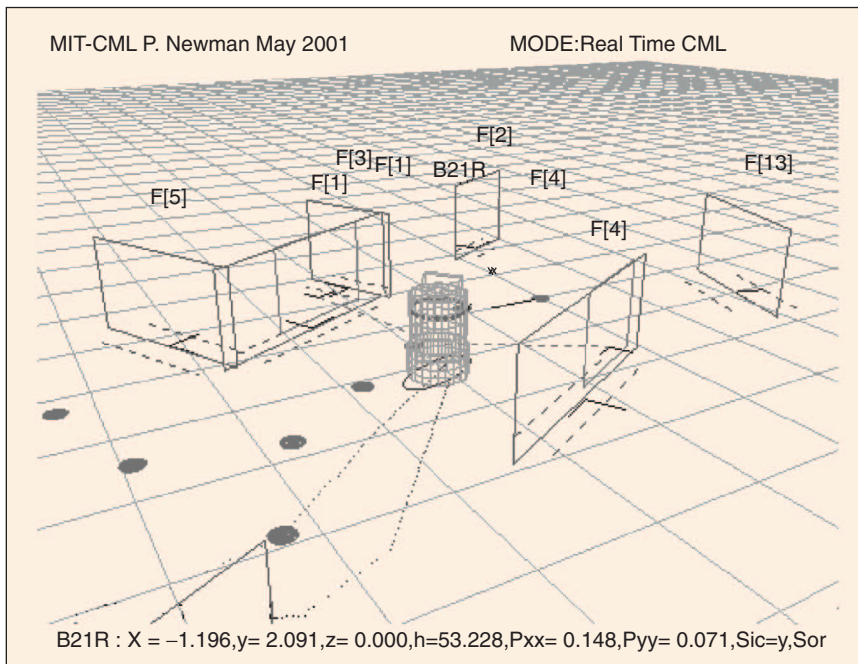 MIT-CML P. Newman May 2001 MODE:Real Time CML
F[2]
F[3] F[1] B21R F[13]
F[5] F[1] F[4]
F[4]
B21R : X = –1.196,y= 2.091,z= 0.000,h=53.228,Pxx= 0.148,Pyy= 0.071,Sic=y,Sor